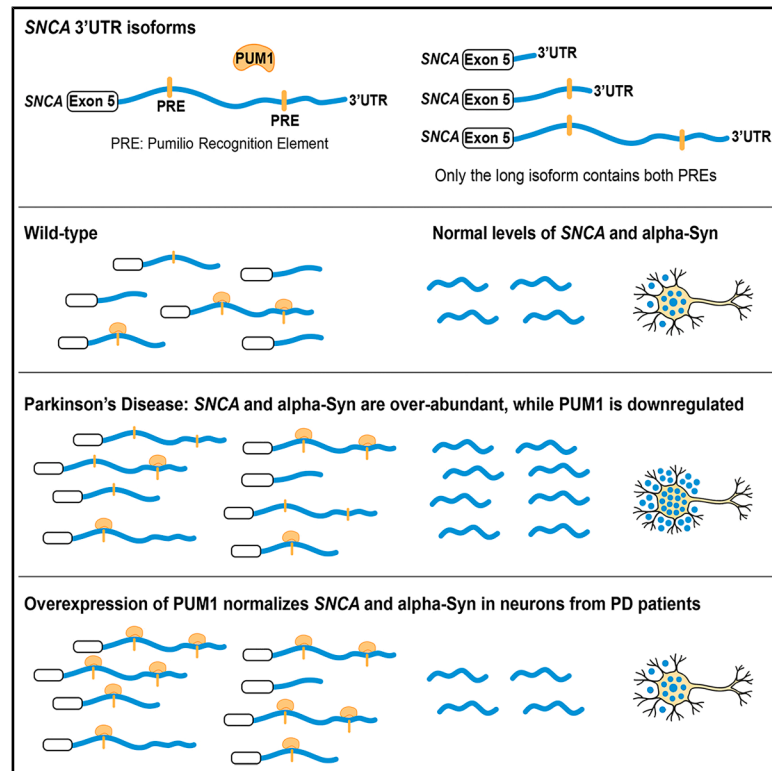 SNCA 3’UTR isoforms
PUM1
SNCA Exon 5 PRE PRE 3’UTR
PRE: Pumilio Recognition Element
SNCA Exon 5 3’UTR
SNCA Exon 5 3’UTR
SNCA Exon 5 3’UTR
Only the long isoform contains both PREs
Wild-type
Normal levels of SNCA and alpha-Syn
Parkinson’s Disease: SNCA and alpha-Syn are over-abundant, while PUM1 is downregulated
Overexpression of PUM1 normalizes SNCA and alpha-Syn in neurons from PD patients